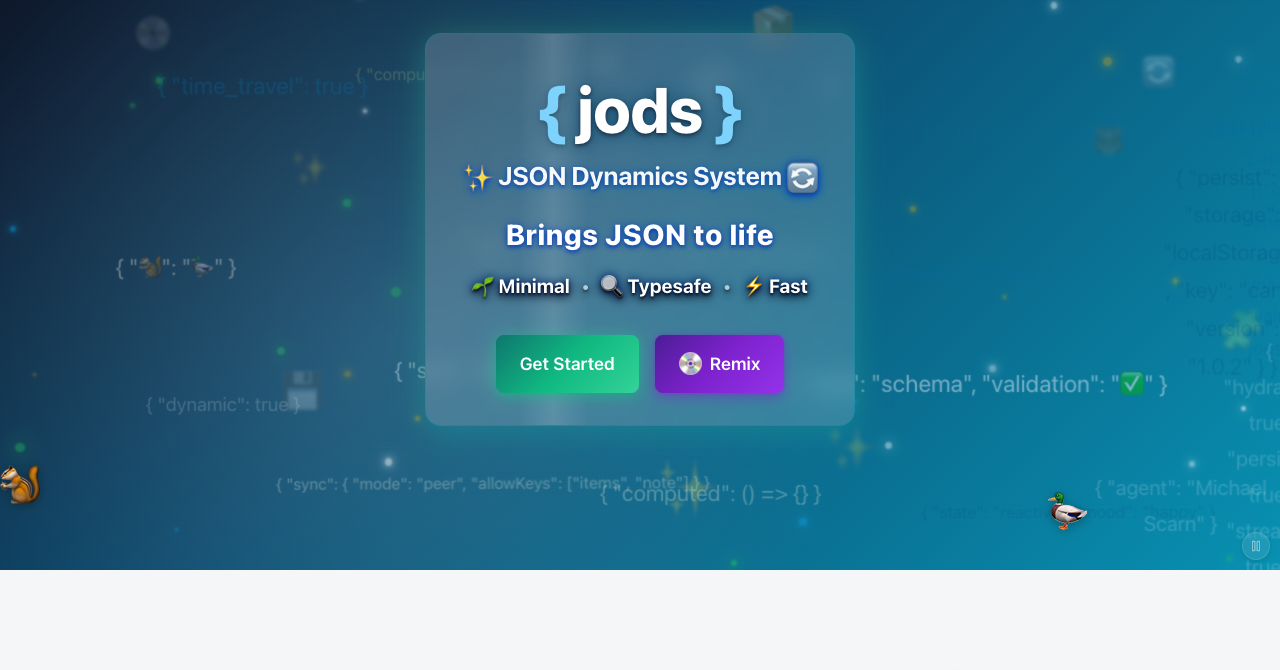 { "time_travel": true }
{ "compu
{ jods }
✨ JSON Dynamics System 🔄
{ "persist":
"storage":
Brings JSON to life
"localStorag
{ "🐿️": "🦆" }
🌱 Minimal • 🔍 Typesafe • ⚡ Fast
"key": "car
"version":
"1.0.2" } }
Get Started
💿 Remix
{ "s
: "schema", "validation": "✅" }
"hydra
true
{ "dynamic": true }
"persi
{ "sync": { "mode": "peer", "allowKeys": ["items", "note"] } }
{ "computed": () => {} }
{ "agent": "Michael
Scarn" }
true
{ "state":
"strea
true